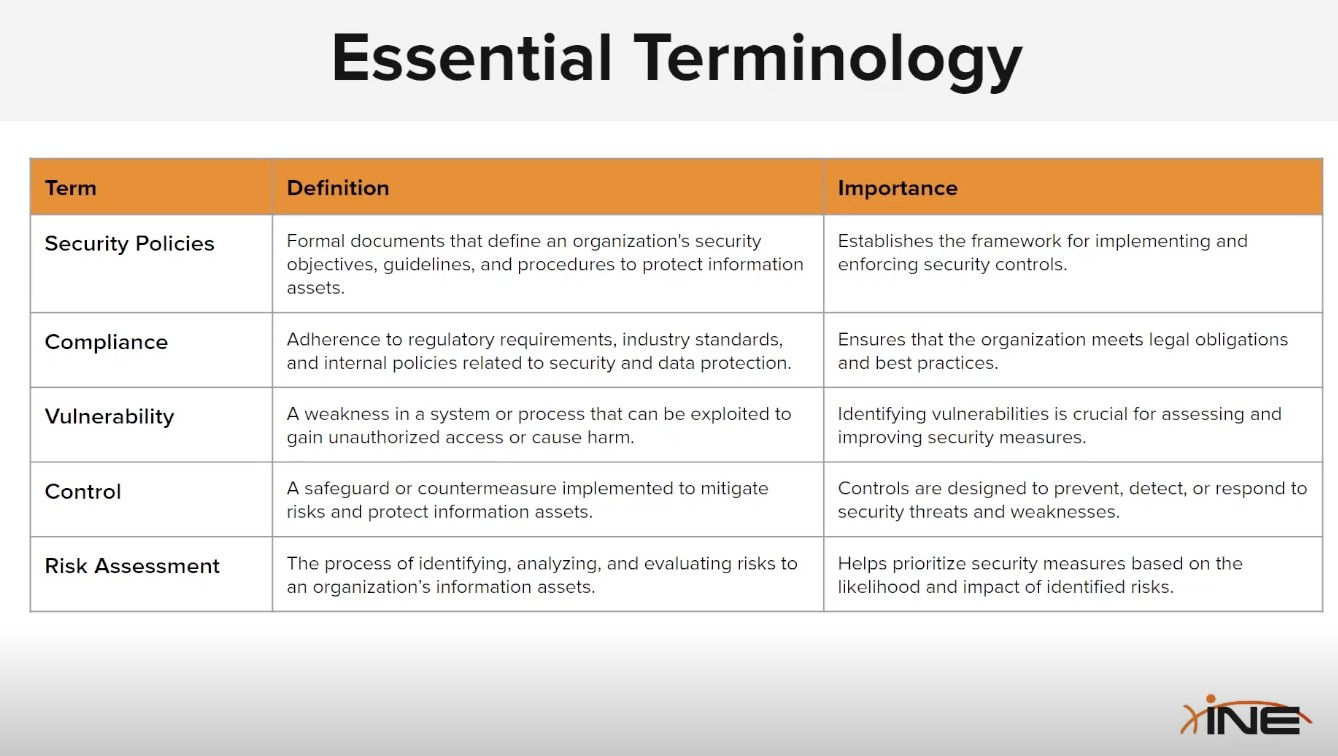 Essential Terminology
Term
Definition
Importance
Security Policies
Formal documents that define an organization's security
objectives, guidelines, and procedures to protect information
assets.
Establishes the framework for implementing and
enforcing security controls.
Compliance
Adherence to regulatory requirements, industry standards,
and internal policies related to security and data protection.
Ensures that the organization meets legal obligations
and best practices.
Vulnerability
A weakness in a system or process that can be exploited to
gain unauthorized access or cause harm.
Identifying vulnerabilities is crucial for assessing and
improving security measures.
Control
A safeguard or countermeasure implemented to mitigate
risks and protect information assets.
Controls are designed to prevent, detect, or respond to
security threats and weaknesses.
Risk Assessment
The process of identifying, analyzing, and evaluating risks to
an organization’s information assets.
Helps prioritize security measures based on the
likelihood and impact of identified risks.
INE